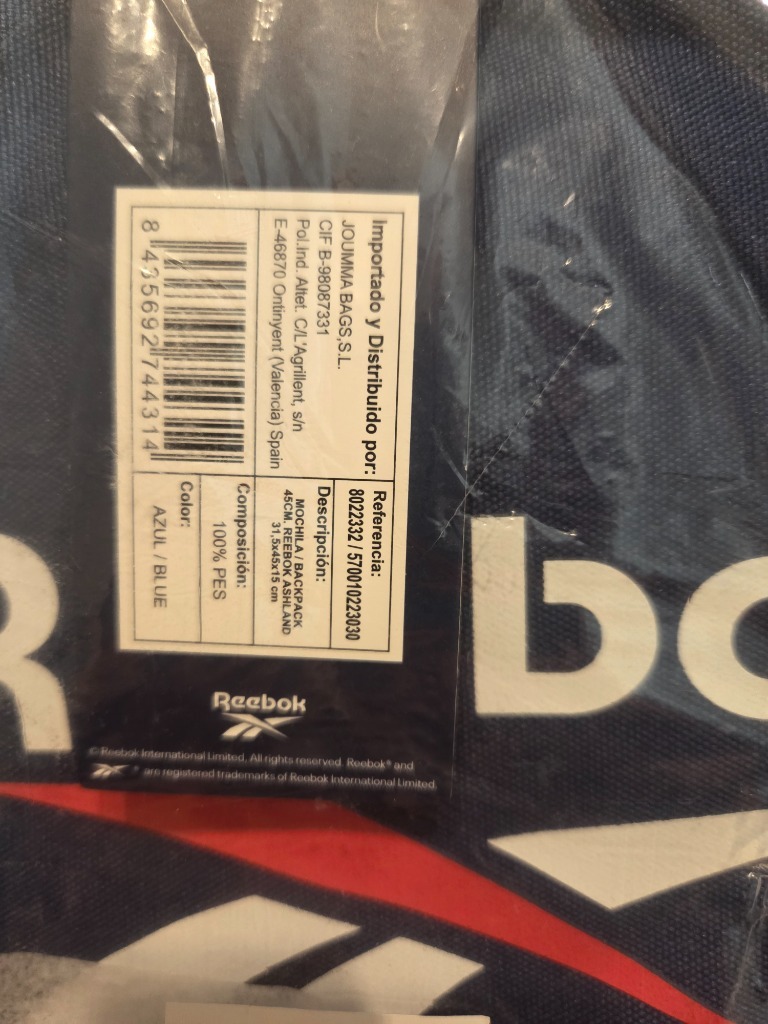 Importado y Distribuido por:
JOUMMA BAGS,S.L.
CIF B-98087331
Pol.Ind. Altet. C/L'Agrillent, s/n
E-46870 Ontinyent (Valencia) Spain
8 435692 744314
Referencia:
8022332 / 570010223030
Descripción:
MOCHILA / BACKPACK
45CM. REEBOK ASHLAND
31,5x45x15 cm
Composición:
100% PES
Color:
AZUL / BLUE
Reebok
© Reebok International Limited. All rights reserved. Reebok® and
® are registered trademarks of Reebok International Limited.
R bo